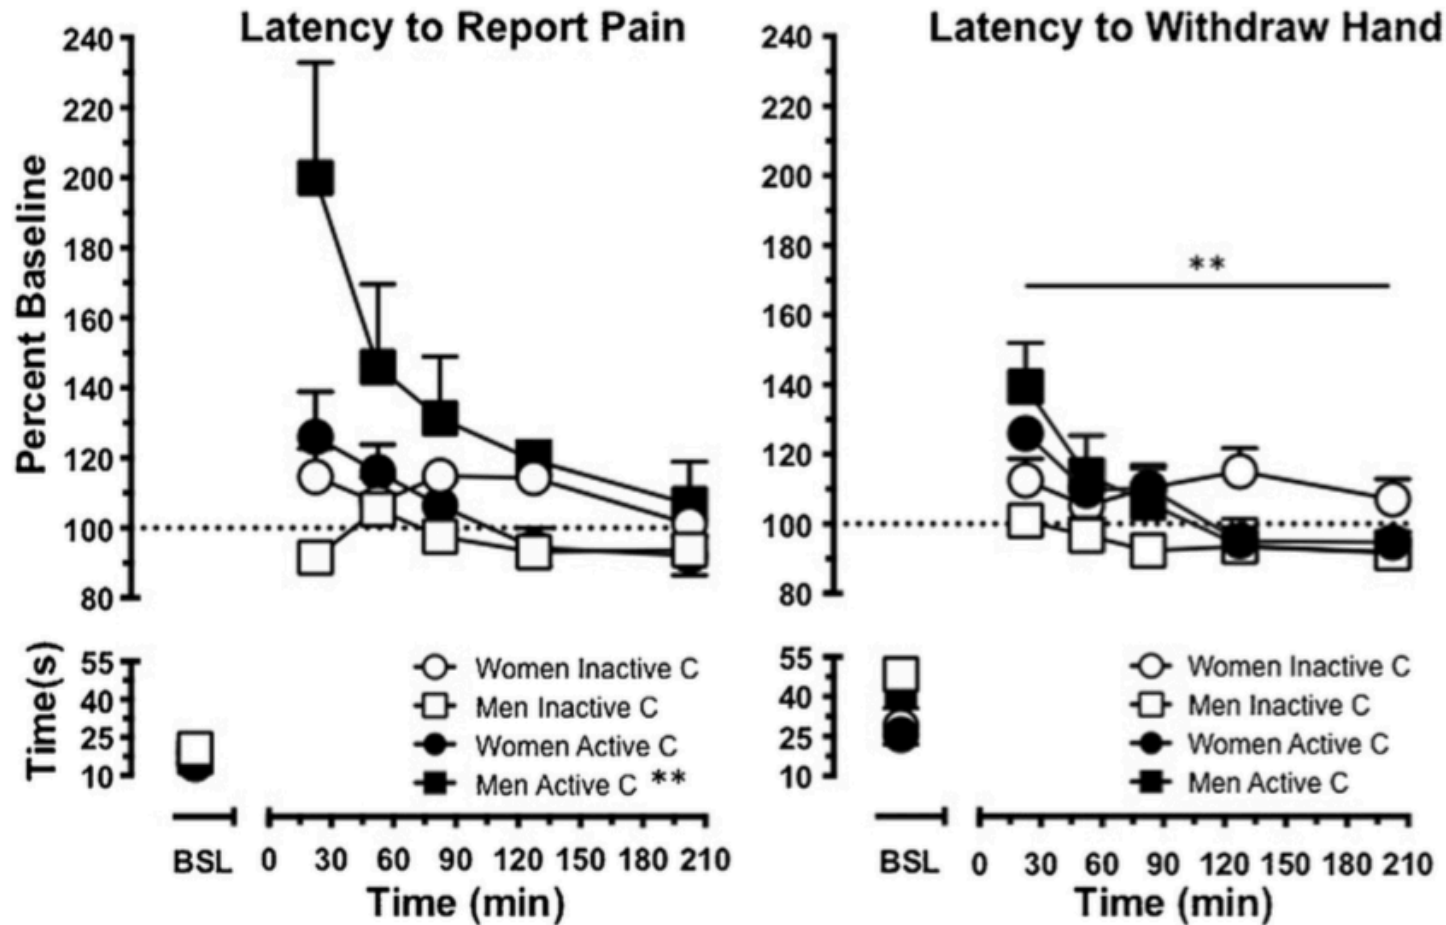 Latency to Report Pain
Percent Baseline
240
220
200
180
160
140
120
100
80
Time(s)
55
40
25
10
Women Inactive C
Men Inactive C
Women Active C
Men Active C **
BSL
0 30 60 90 120 150 180 210
Time (min)
Latency to Withdraw Hand
240
220
200
180
160
140
120
100
80
**
55
40
25
10
Women Inactive C
Men Inactive C
Women Active C
Men Active C
BSL
0 30 60 90 120 150 180 210
Time (min)